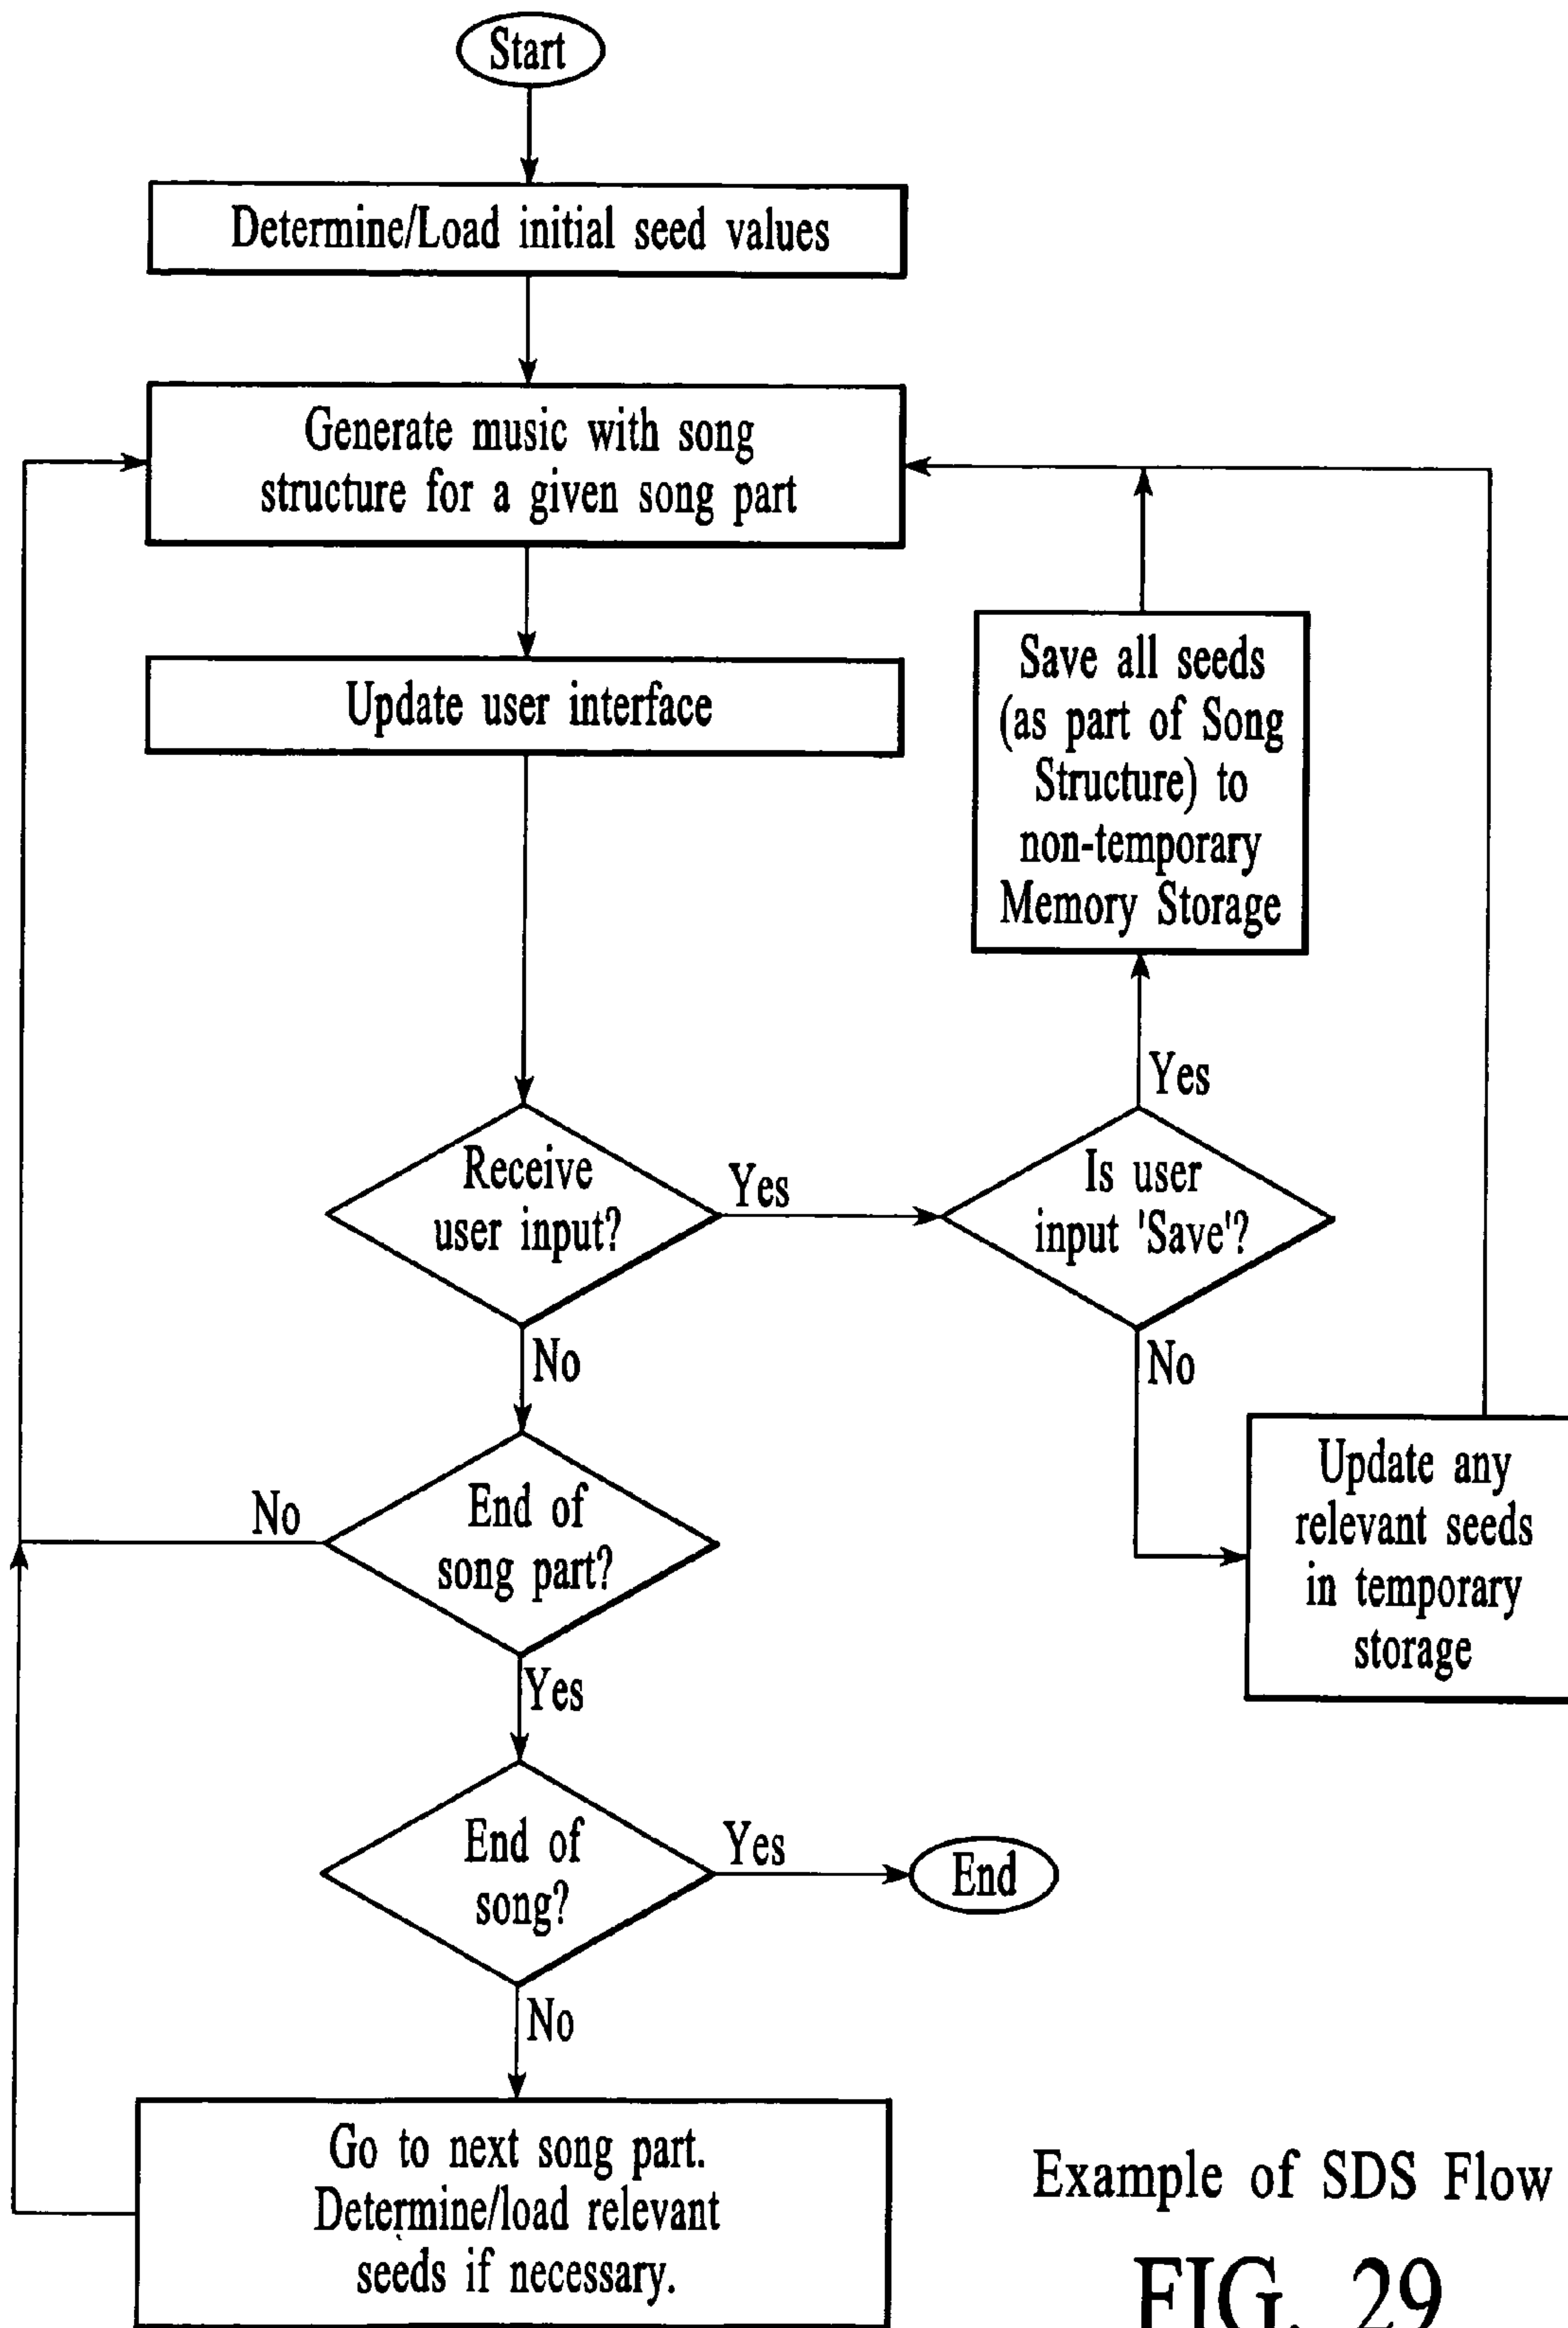 Start
Determine/Load initial seed values
Generate music with song
structure for a given song part
Update user interface
Save all seeds
(as part of Song
Structure) to
non-temporary
Memory Storage
Yes
Receive
user input?
Yes
Is user
input 'Save'?
No
No
Update any
relevant seeds
in temporary
storage
End of
song part?
No
Yes
End of
song?
Yes
End
No
Go to next song part.
Determine/load relevant
seeds if necessary.
Example of SDS Flow
FIG. 29